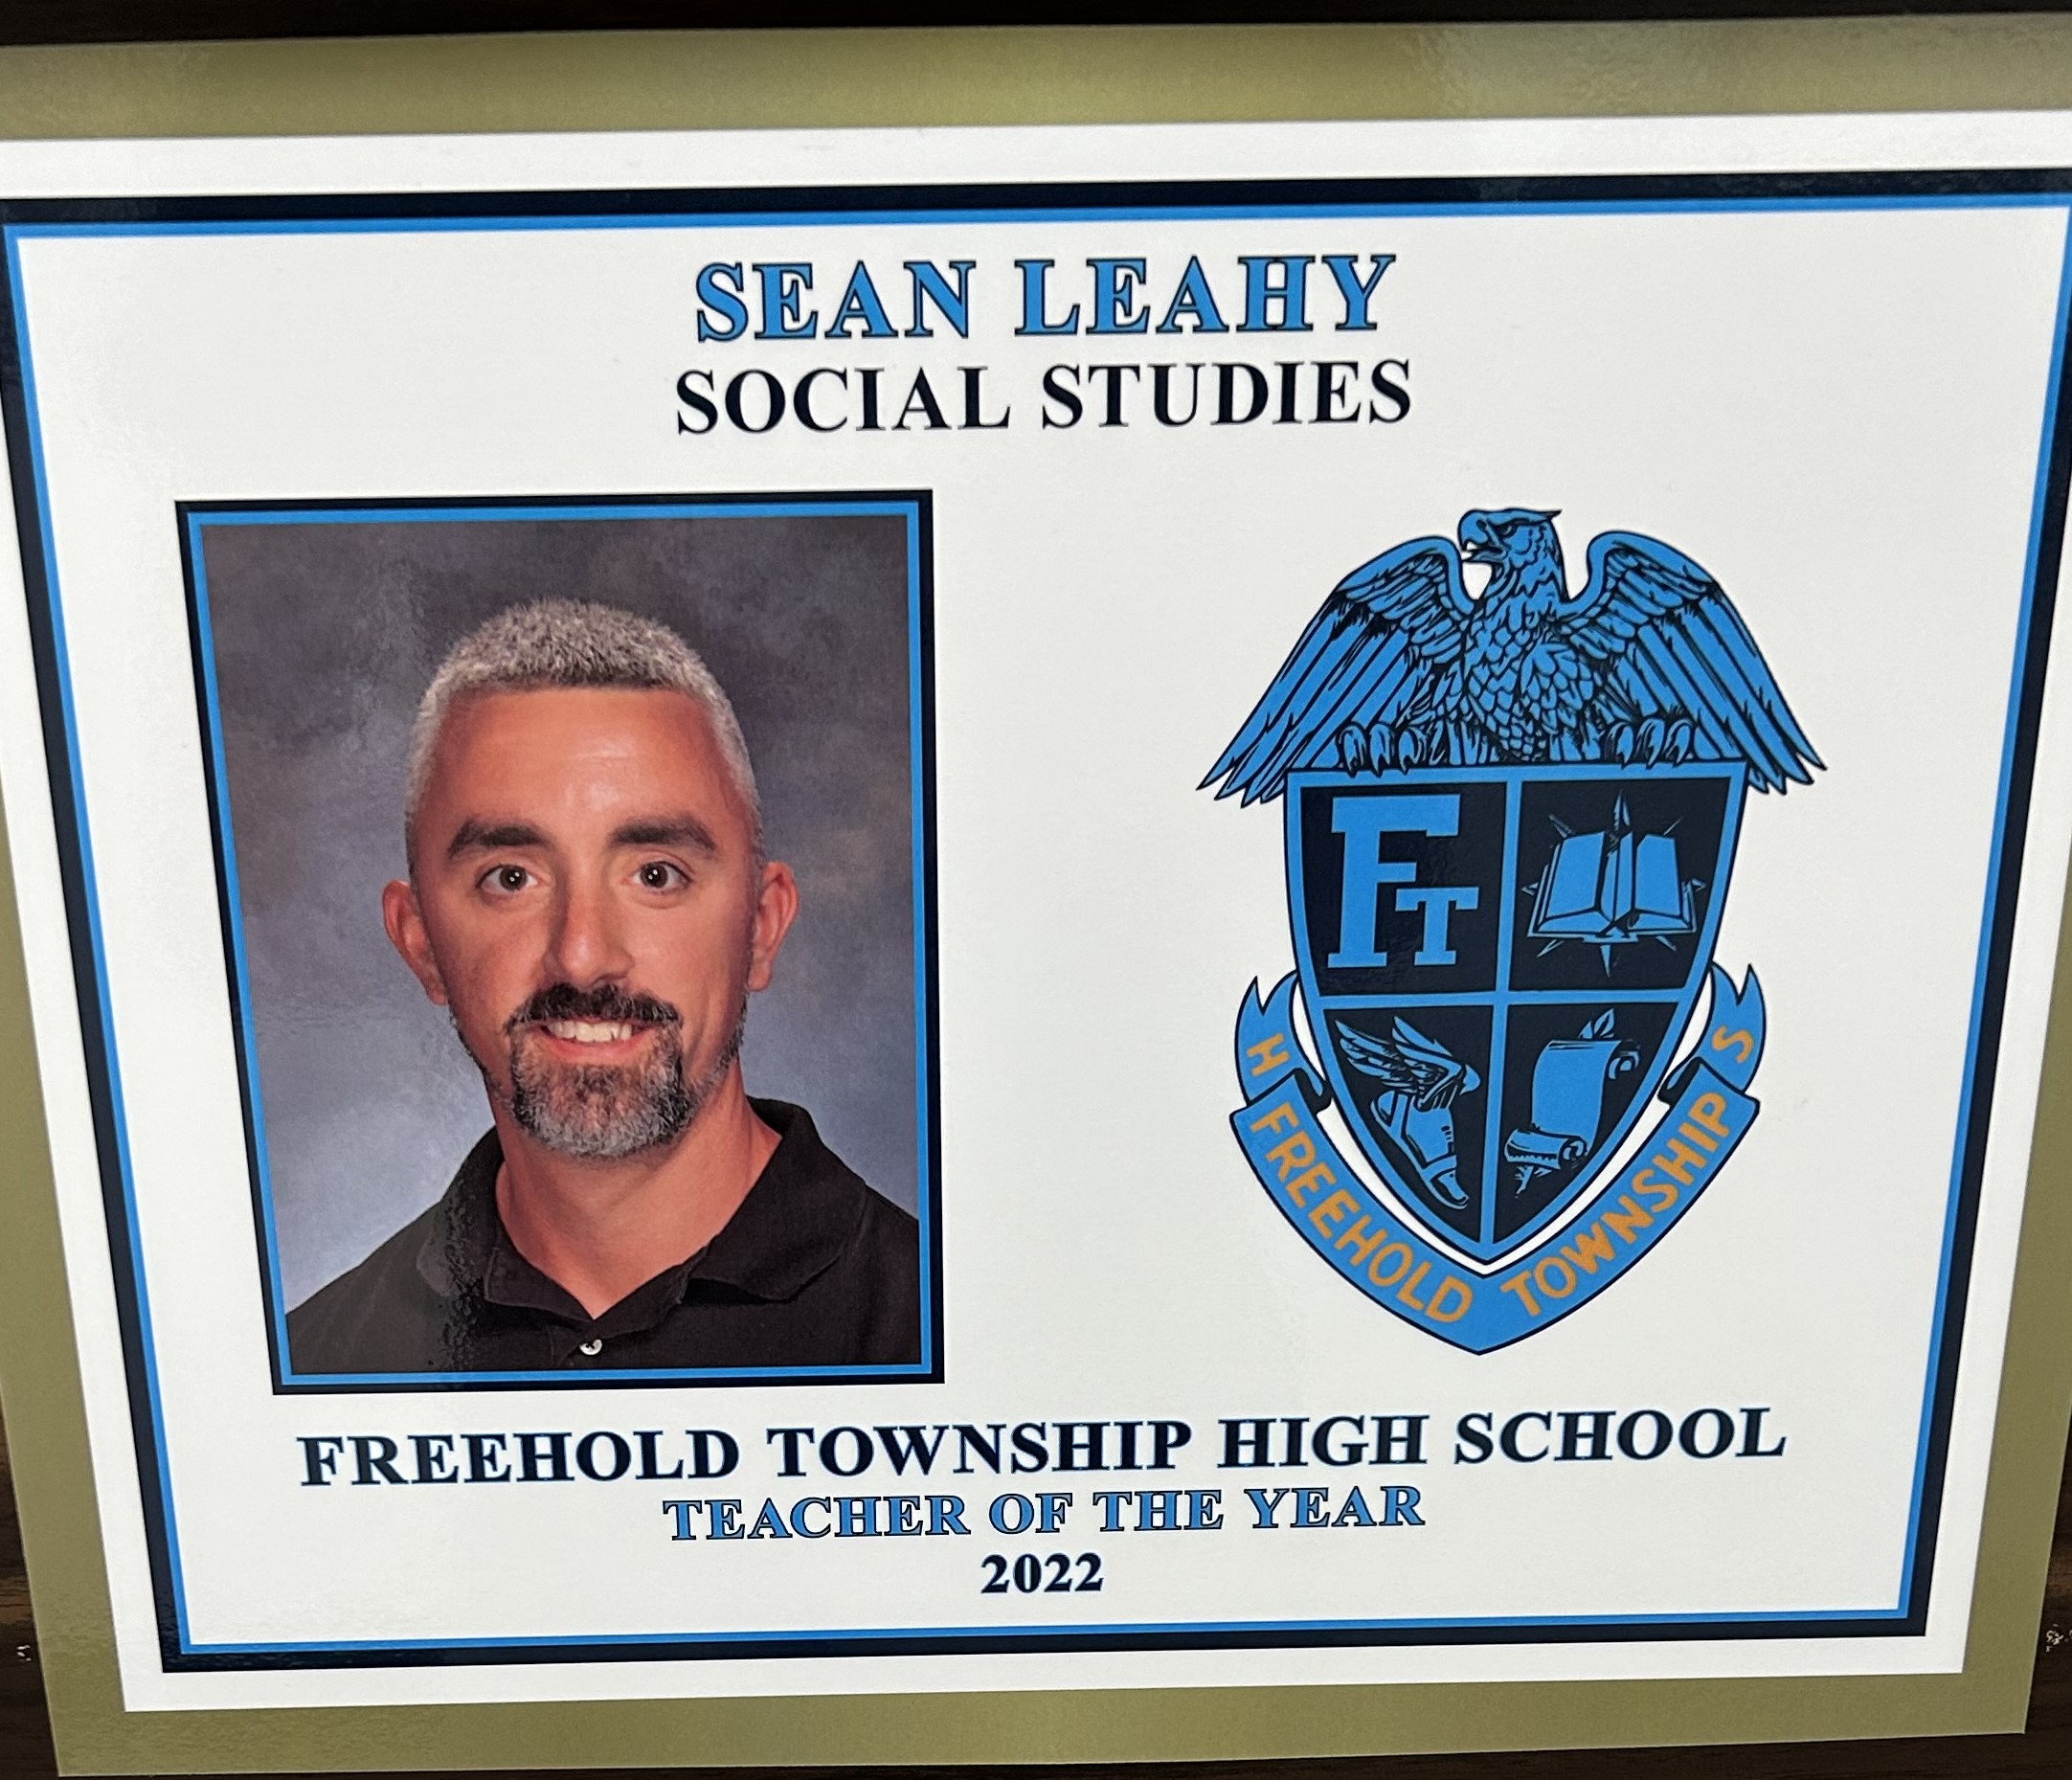 SEAN LEAHY
SOCIAL STUDIES
FT
H S
FREEHOLD TOWNSHIP
FREEHOLD TOWNSHIP HIGH SCHOOL
TEACHER OF THE YEAR
2022